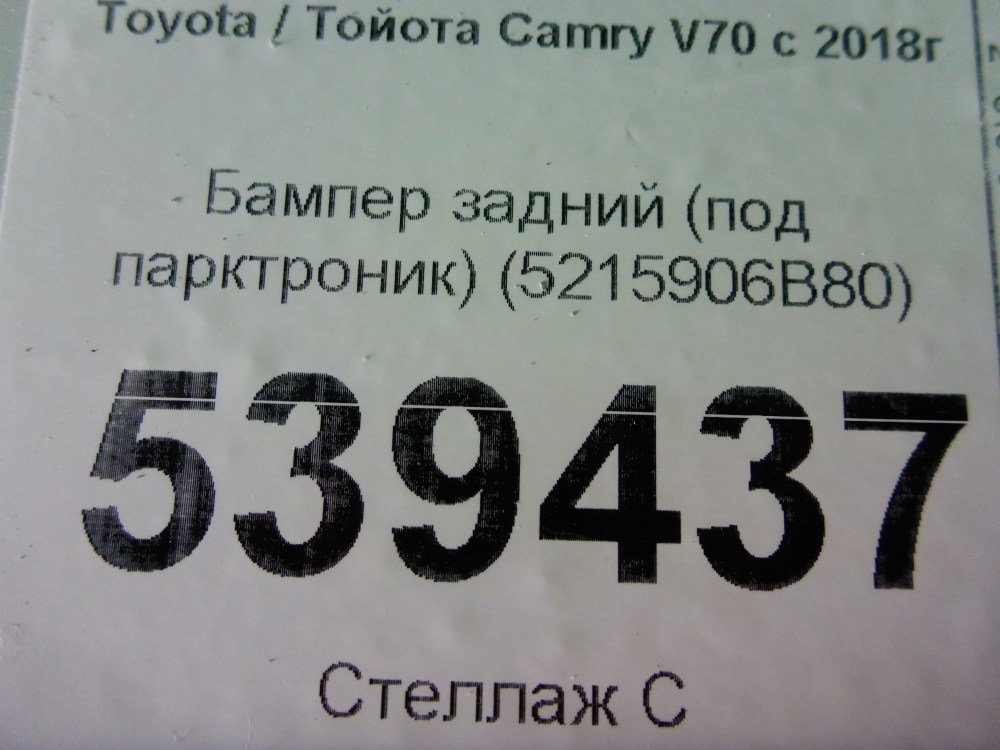 Toyota / Тойота Camry V70 с 2018г
Бампер задний (под
парктроник) (5215906B80)
539437
Стеллаж С